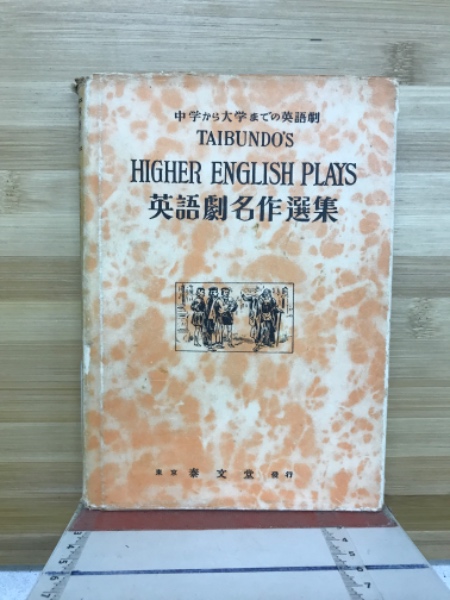 中学から大学までの英語劇
TAIBUNDO'S
HIGHER ENGLISH PLAYS
英語劇名作選集
東京 泰文堂 發行